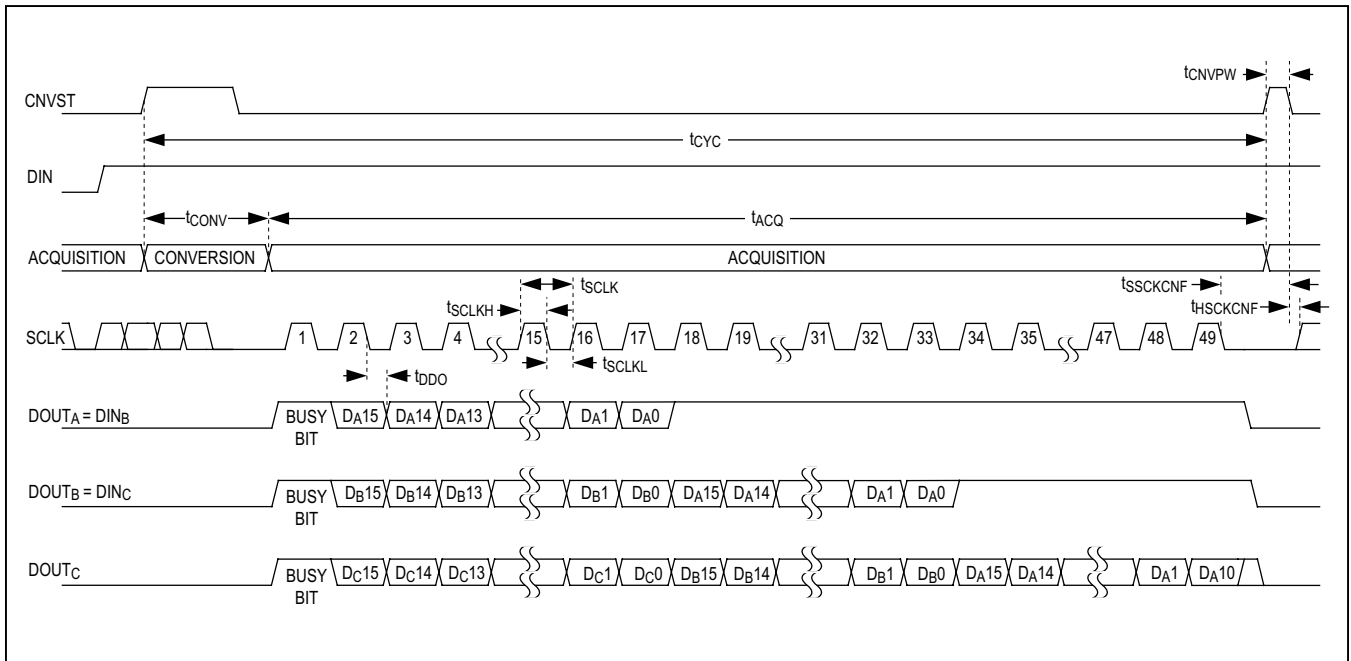 tCNVPW
CNVST
tCYC
DIN
tCONV tACQ
ACQUISITION CONVERSION ACQUISITION
tSCLK tSSCKCNF
tSCLKH tHSCKCNF
SCLK 1 2 3 4 15 16 17 18 19 31 32 33 34 35 47 48 49
tDDO tSCLKL
DOUTA = DINB BUSY BIT DA15 DA14 DA13 DA1 DA0
DOUTB = DINC BUSY BIT DB15 DB14 DB13 DB1 DB0 DA15 DA14 DA1 DA0
DOUTC BUSY BIT DC15 DC14 DC13 DC1 DC0 DB15 DB14 DB1 DB0 DA15 DA14 DA1 DA10